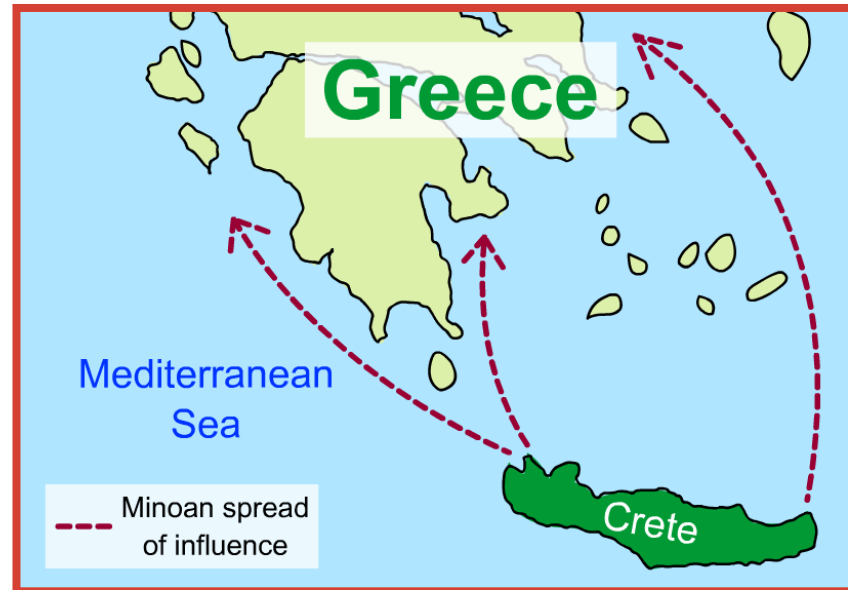 Greece
Mediterranean
Sea
Crete
Minoan spread
of influence